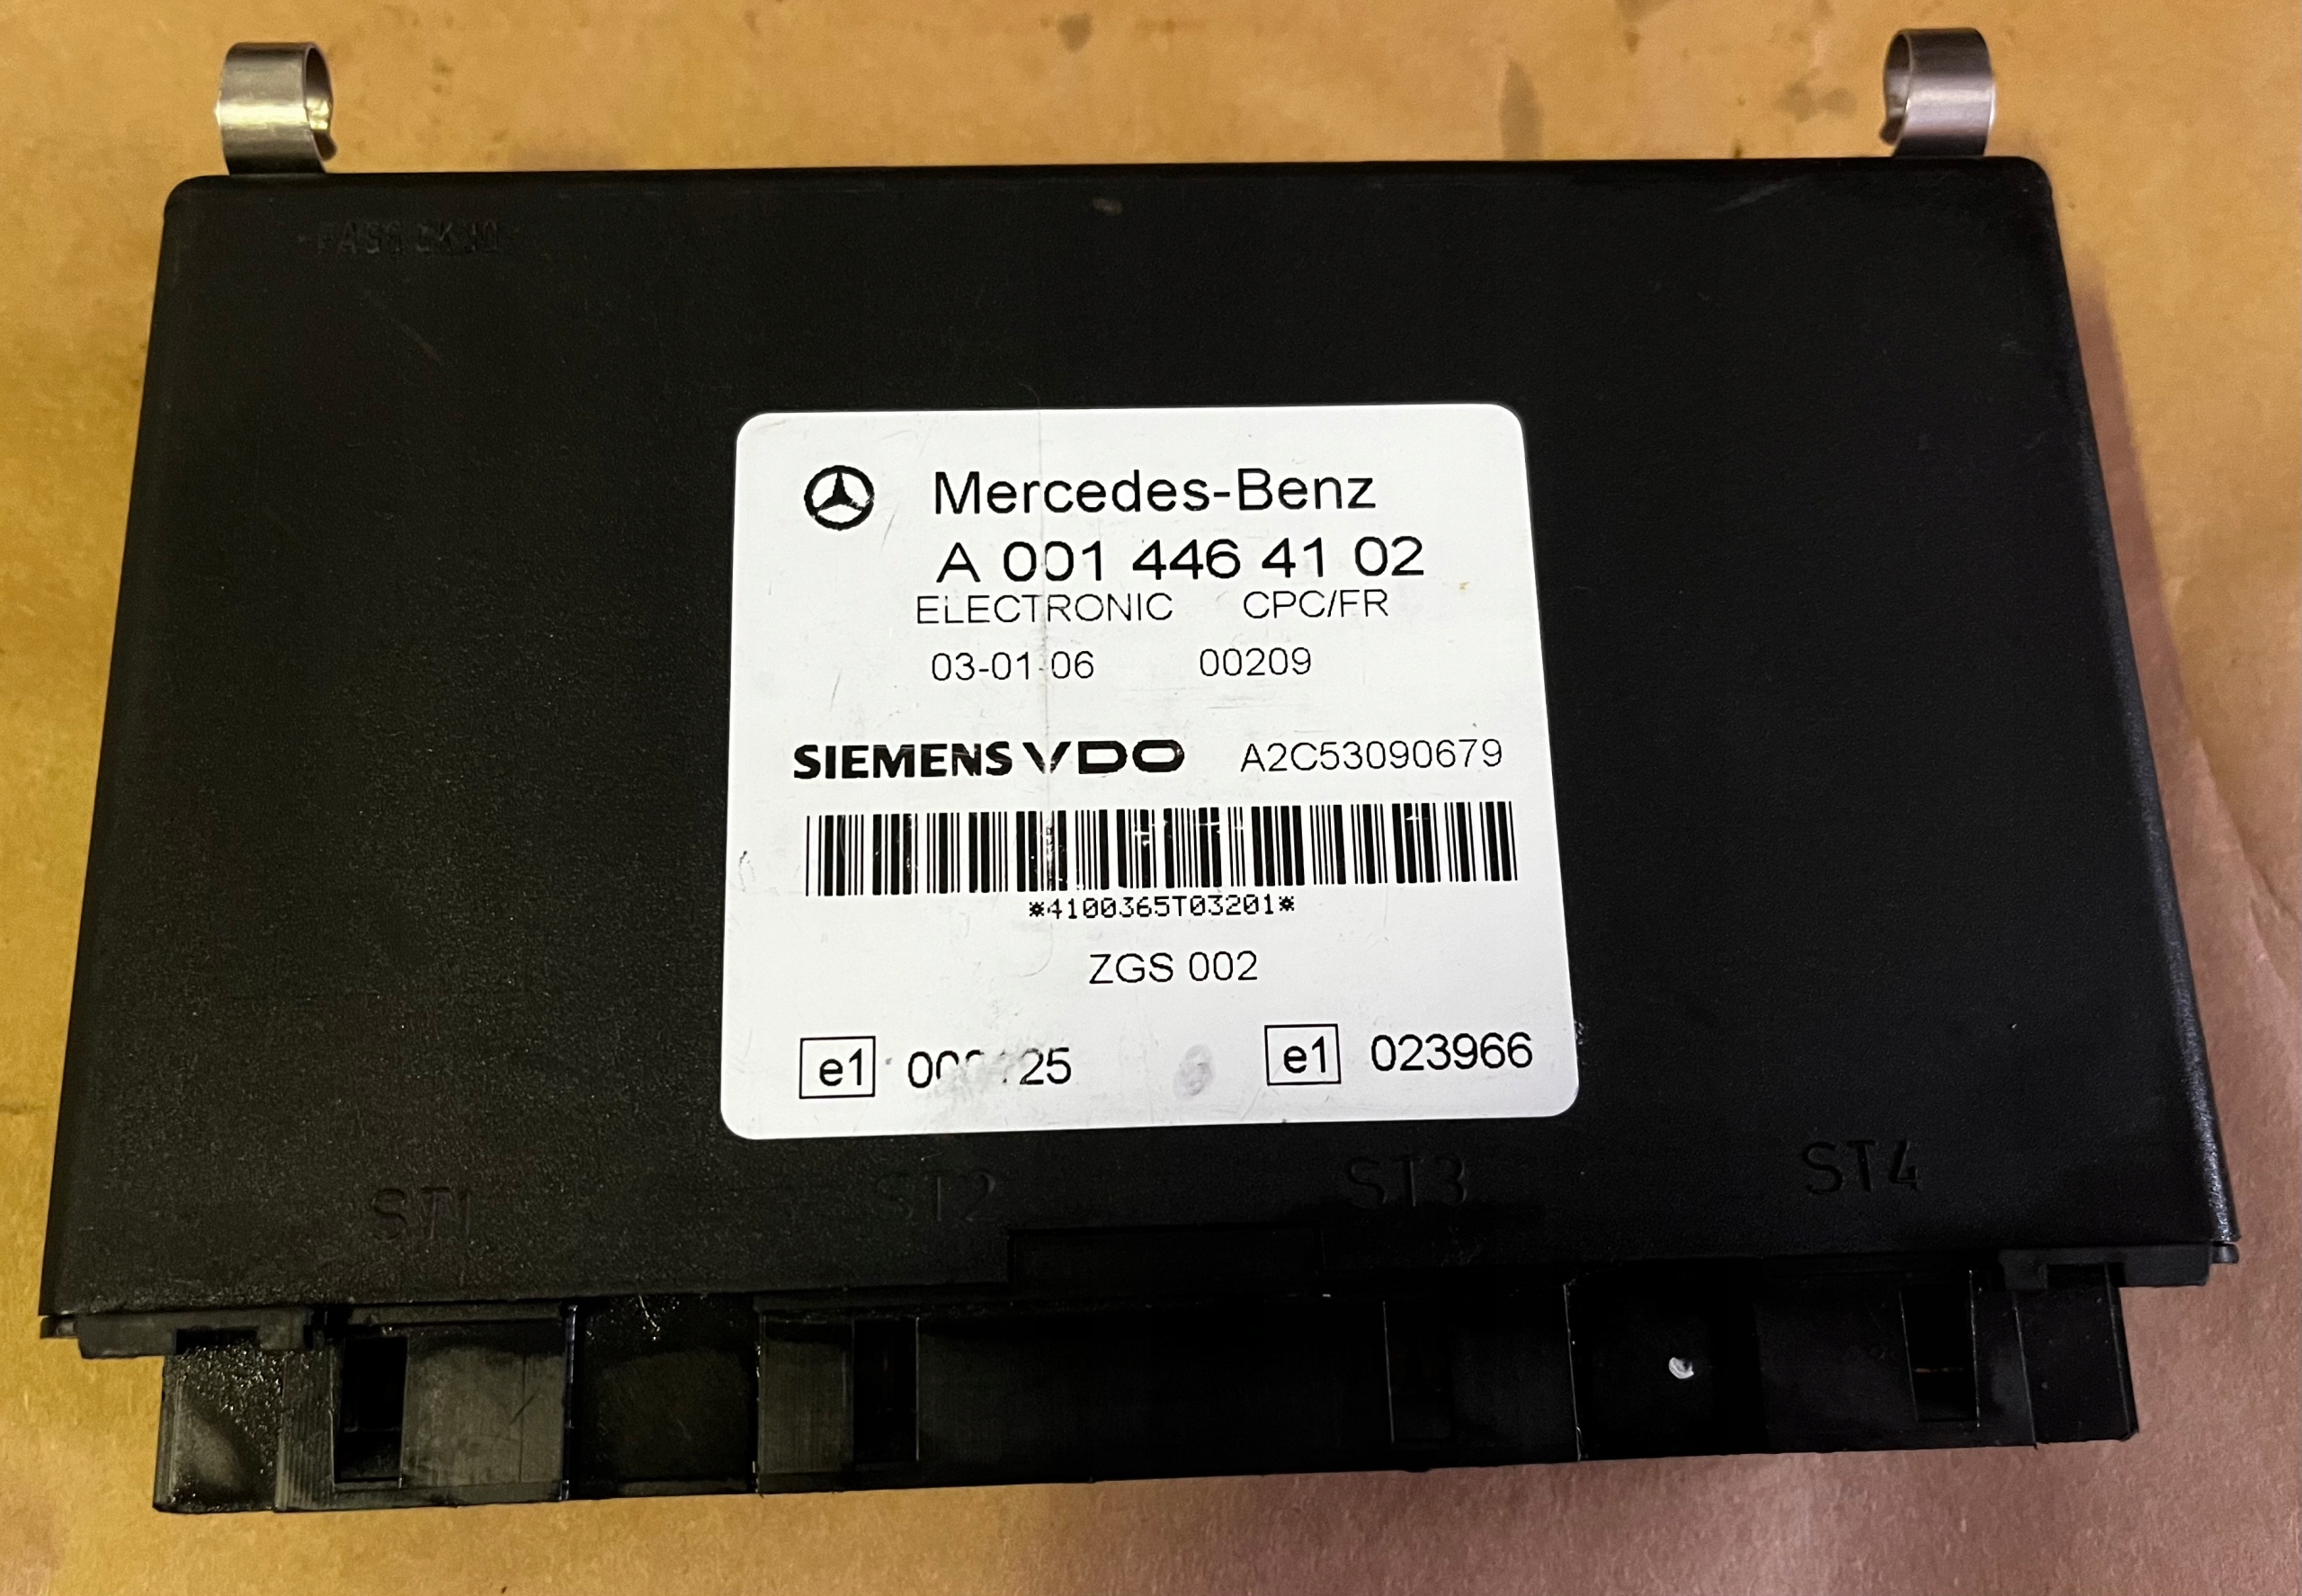 Mercedes-Benz
A 001 446 41 02
ELECTRONIC CPC/FR
03-01-06 00209
SIEMENS VDO A2C53090679
*4100365T03201*
ZGS 002
e1 e1 023966
ST1 ST2 ST3 ST4